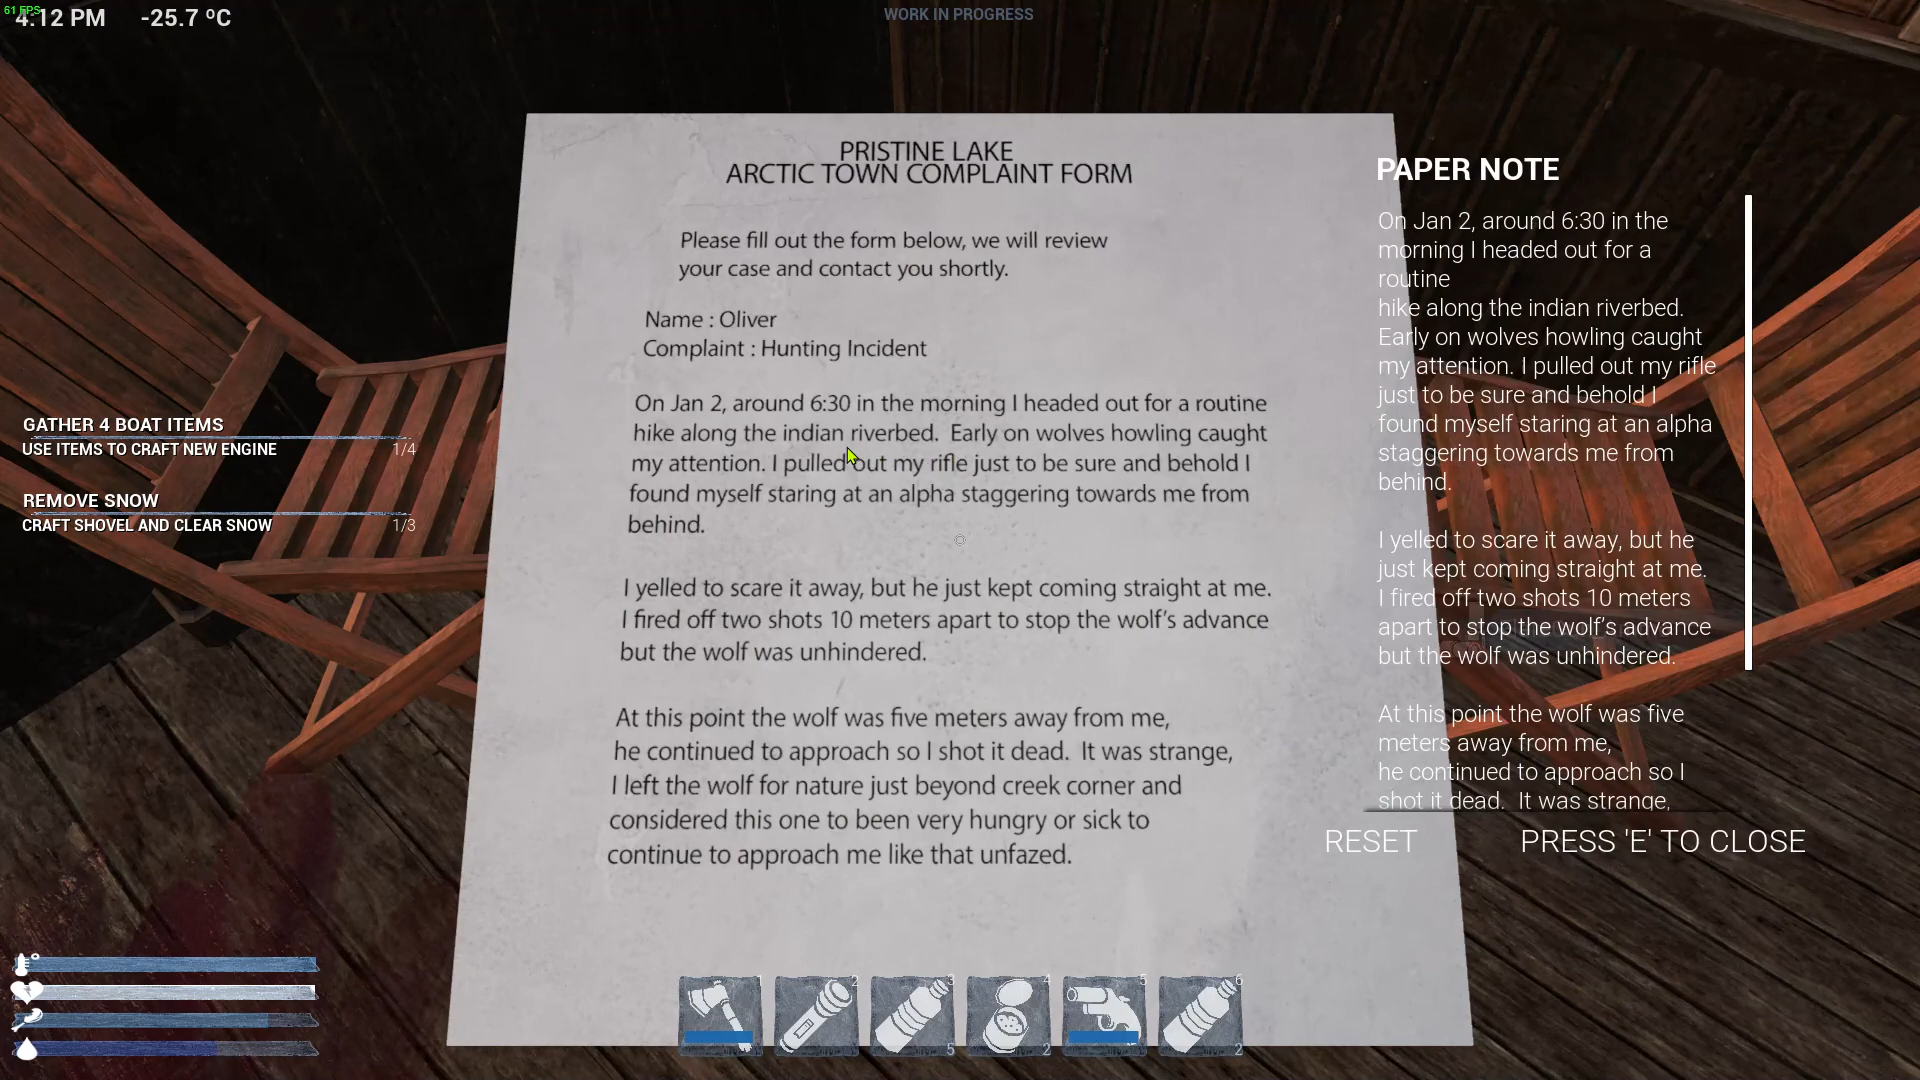 61 FPS
4:12 PM -25.7 ºC
WORK IN PROGRESS
GATHER 4 BOAT ITEMS
USE ITEMS TO CRAFT NEW ENGINE 1/4
REMOVE SNOW
CRAFT SHOVEL AND CLEAR SNOW 1/3
PRISTINE LAKE
ARCTIC TOWN COMPLAINT FORM
Please fill out the form below, we will review
your case and contact you shortly.
Name : Oliver
Complaint : Hunting Incident
On Jan 2, around 6:30 in the morning I headed out for a routine
hike along the indian riverbed. Early on wolves howling caught
my attention. I pulled out my rifle just to be sure and behold I
found myself staring at an alpha staggering towards me from
behind.
I yelled to scare it away, but he just kept coming straight at me.
I fired off two shots 10 meters apart to stop the wolf's advance
but the wolf was unhindered.
At this point the wolf was five meters away from me,
he continued to approach so I shot it dead. It was strange,
I left the wolf for nature just beyond creek corner and
considered this one to been very hungry or sick to
continue to approach me like that unfazed.
PAPER NOTE
On Jan 2, around 6:30 in the
morning I headed out for a
routine
hike along the indian riverbed.
Early on wolves howling caught
my attention. I pulled out my rifle
just to be sure and behold I
found myself staring at an alpha
staggering towards me from
behind.
I yelled to scare it away, but he
just kept coming straight at me.
I fired off two shots 10 meters
apart to stop the wolf's advance
but the wolf was unhindered.
At this point the wolf was five
meters away from me,
he continued to approach so I
shot it dead. It was strange,
RESET PRESS 'E' TO CLOSE
1 2 3 4 5 6
5 2 2